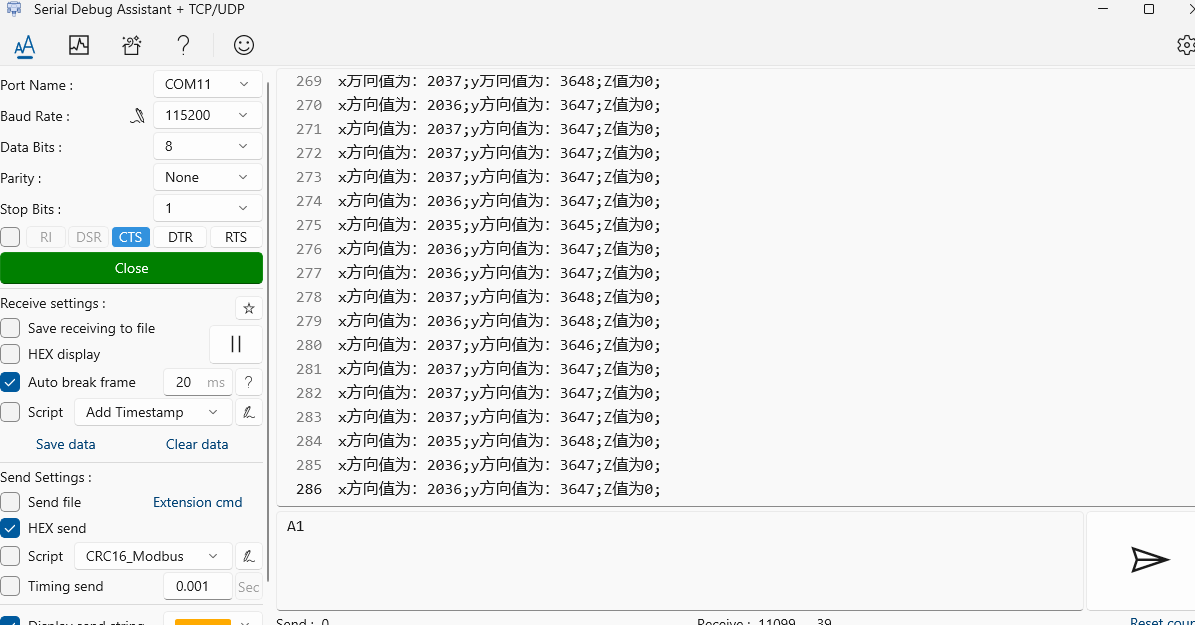 Serial Debug Assistant + TCP/UDP
Port Name :
COM11
Baud Rate :
115200
Data Bits :
8
Parity :
None
Stop Bits :
1
RI DSR CTS DTR RTS
Close
Receive settings :
Save receiving to file
HEX display
Auto break frame
20 ms ?
Script
Add Timestamp
Save data
Clear data
Send Settings :
Send file
Extension cmd
HEX send
Script
CRC16_Modbus
Timing send
0.001 Sec
Display send string
269 x方向值为：2037;y方向值为：3648;Z值为0;
270 x方向值为：2036;y方向值为：3647;Z值为0;
271 x方向值为：2037;y方向值为：3647;Z值为0;
272 x方向值为：2037;y方向值为：3647;Z值为0;
273 x方向值为：2037;y方向值为：3647;Z值为0;
274 x方向值为：2036;y方向值为：3647;Z值为0;
275 x方向值为：2035;y方向值为：3645;Z值为0;
276 x方向值为：2036;y方向值为：3647;Z值为0;
277 x方向值为：2036;y方向值为：3647;Z值为0;
278 x方向值为：2037;y方向值为：3648;Z值为0;
279 x方向值为：2036;y方向值为：3648;Z值为0;
280 x方向值为：2037;y方向值为：3646;Z值为0;
281 x方向值为：2037;y方向值为：3647;Z值为0;
282 x方向值为：2037;y方向值为：3647;Z值为0;
283 x方向值为：2037;y方向值为：3647;Z值为0;
284 x方向值为：2035;y方向值为：3648;Z值为0;
285 x方向值为：2036;y方向值为：3647;Z值为0;
286 x方向值为：2036;y方向值为：3647;Z值为0;
A1
Send : 0
Receive : 11099 39
Reset cour